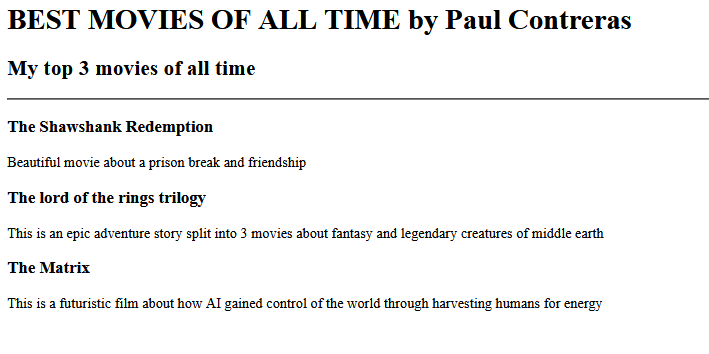 BEST MOVIES OF ALL TIME by Paul Contreras
My top 3 movies of all time
The Shawshank Redemption
Beautiful movie about a prison break and friendship
The lord of the rings trilogy
This is an epic adventure story split into 3 movies about fantasy and legendary creatures of middle earth
The Matrix
This is a futuristic film about how AI gained control of the world through harvesting humans for energy